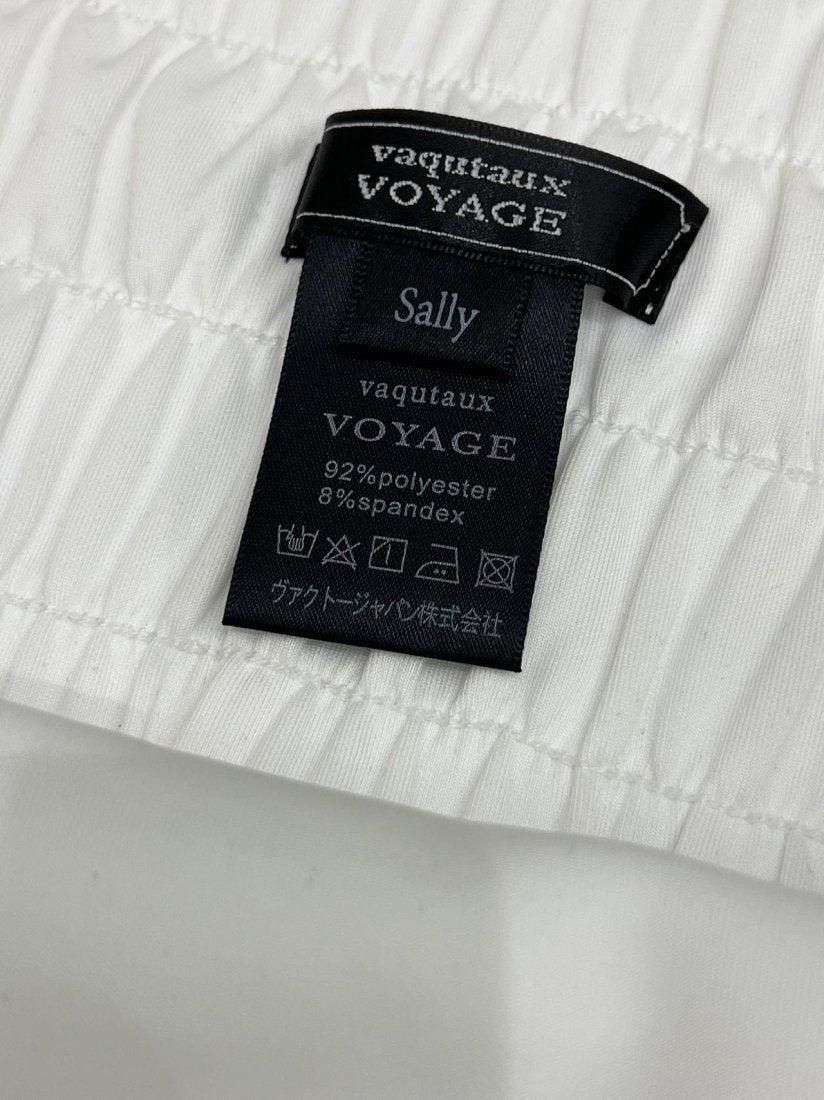 vaqutaux
VOYAGE
Sally
vaqutaux
VOYAGE
92%polyester
8%spandex
ヴァクトージャパン株式会社